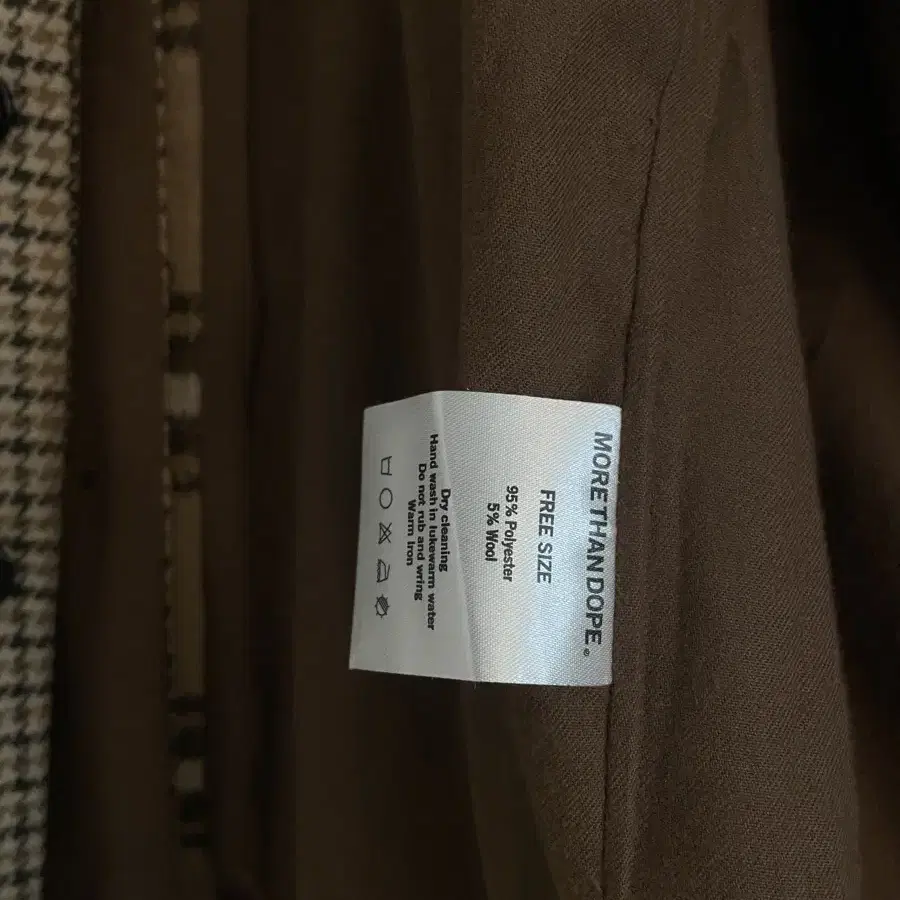 MORE THAN DOPE®
FREE SIZE
95% Polyester
5% Wool
Dry cleaning
Hand wash in lukewarm water
Do not rub and wring
Warm Iron